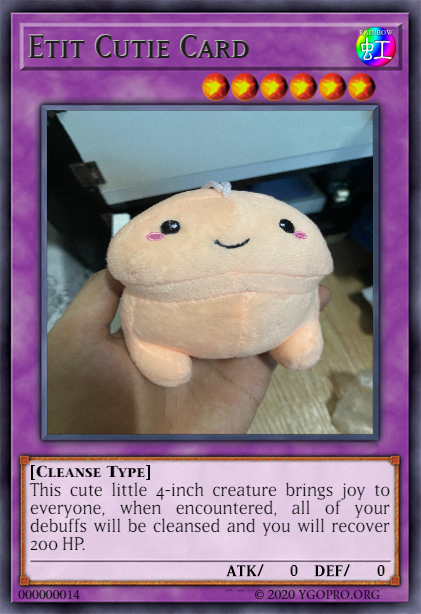 Etit Cutie Card
RAINBOW
虹
[Cleanse Type]
This cute little 4-inch creature brings joy to
everyone, when encountered, all of your
debuffs will be cleansed and you will recover
200 HP.
ATK/ 0 DEF/ 0
000000014 © 2020 YGOPRO.ORG